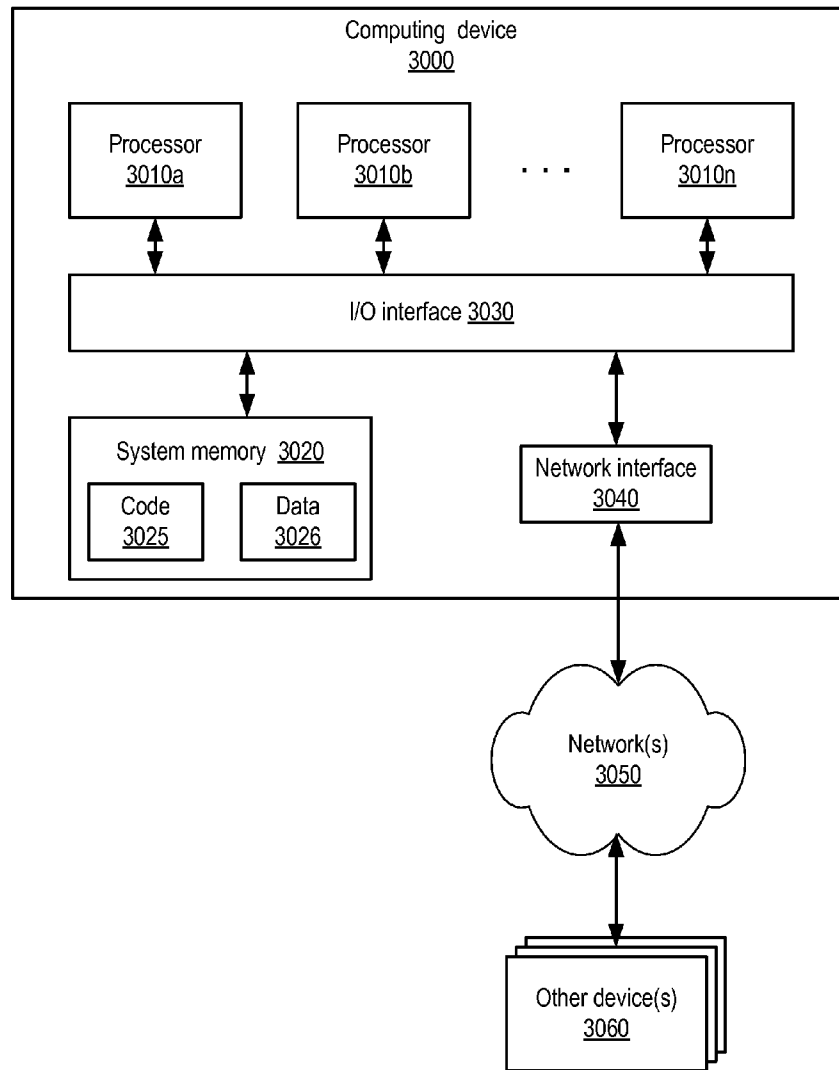 Computing device
3000
Processor
3010a
Processor
3010b
. . .
Processor
3010n
I/O interface 3030
System memory 3020
Code
3025
Data
3026
Network interface
3040
Network(s)
3050
Other device(s)
3060